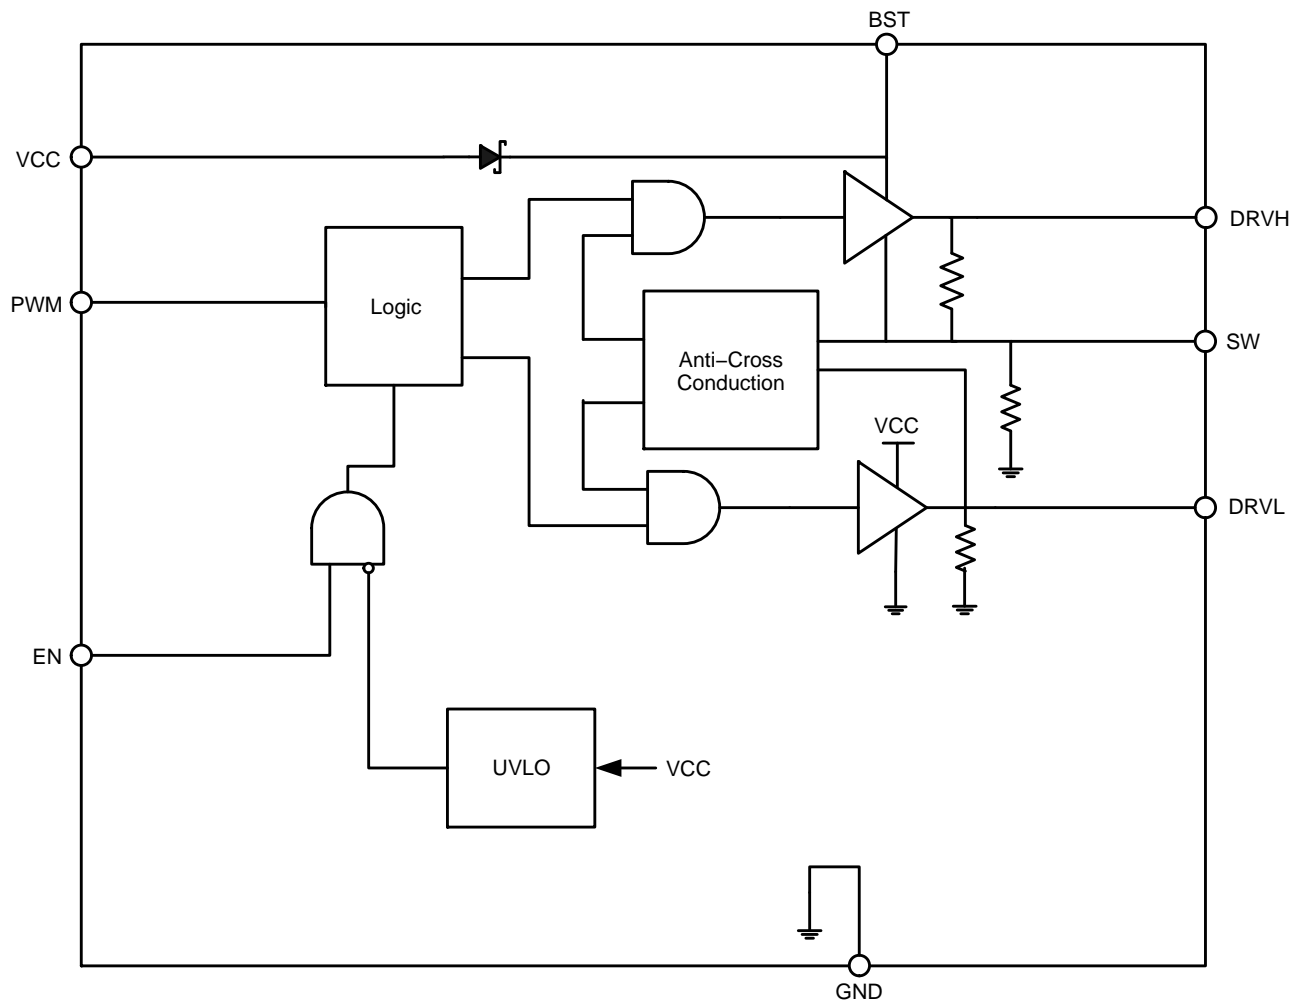 BST
VCC
DRVH
PWM
Logic
SW
Anti−Cross
Conduction
VCC
DRVL
EN
UVLO
VCC
GND